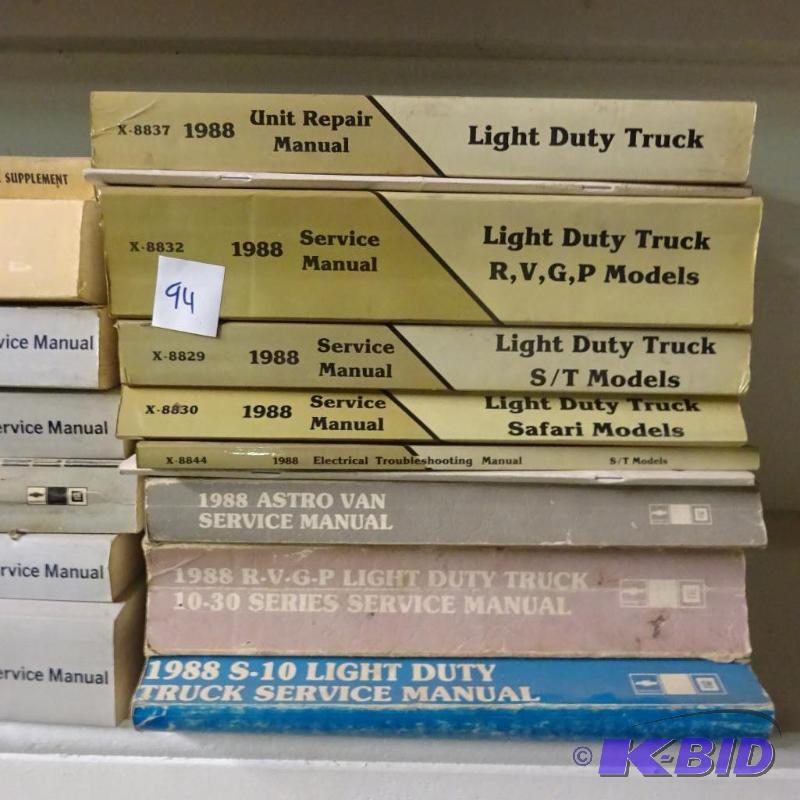 X-8837 1988 Unit Repair Manual Light Duty Truck
SUPPLEMENT
X-8832 1988 Service Manual Light Duty Truck R,V,G,P Models
94
X-8829 1988 Service Manual Light Duty Truck S/T Models
vice Manual
X-8830 1988 Service Manual Light Duty Truck Safari Models
ervice Manual
X-8844 1988 Electrical Troubleshooting Manual S/T Models
1988 ASTRO VAN
SERVICE MANUAL
1988 R-V-G-P LIGHT DUTY TRUCK
10-30 SERIES SERVICE MANUAL
rvice Manual
1988 S-10 LIGHT DUTY
TRUCK SERVICE MANUAL
ervice Manual
© K-BID